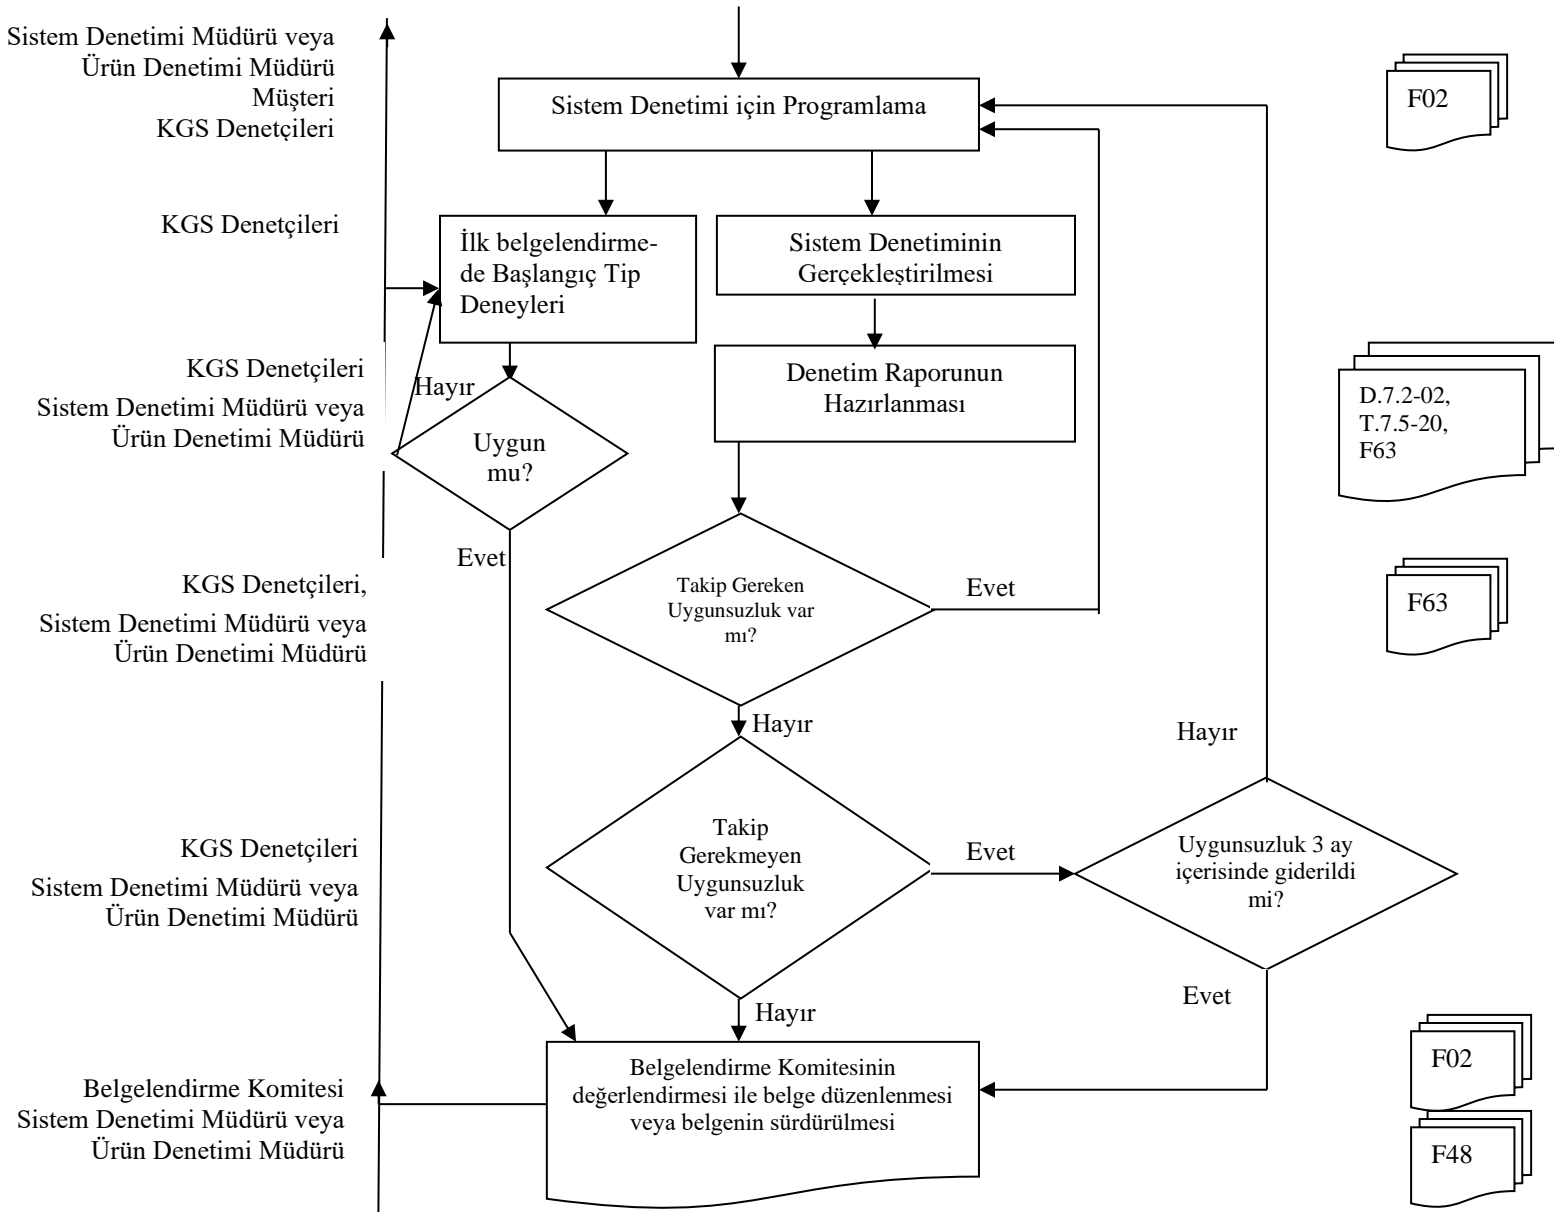 Sistem Denetimi Müdürü veya
Ürün Denetimi Müdürü
Müşteri
KGS Denetçileri
Sistem Denetimi için Programlama
F02
KGS Denetçileri
İlk belgelendirme-
de Başlangıç Tip
Deneyleri
Sistem Denetiminin
Gerçekleştirilmesi
KGS Denetçileri
Sistem Denetimi Müdürü veya
Ürün Denetimi Müdürü
Hayır
Uygun
mu?
Denetim Raporunun
Hazırlanması
D.7.2-02,
T.7.5-20,
F63
Evet
KGS Denetçileri,
Sistem Denetimi Müdürü veya
Ürün Denetimi Müdürü
Takip Gereken
Uygunsuzluk var
mı?
Evet
F63
Hayır
Hayır
KGS Denetçileri
Sistem Denetimi Müdürü veya
Ürün Denetimi Müdürü
Takip
Gerekmeyen
Uygunsuzluk
var mı?
Evet
Uygunsuzluk 3 ay
içerisinde giderildi
mi?
Evet
Hayır
Belgelendirme Komitesi
Sistem Denetimi Müdürü veya
Ürün Denetimi Müdürü
Belgelendirme Komitesinin
değerlendirmesi ile belge düzenlenmesi
veya belgenin sürdürülmesi
F02
F48